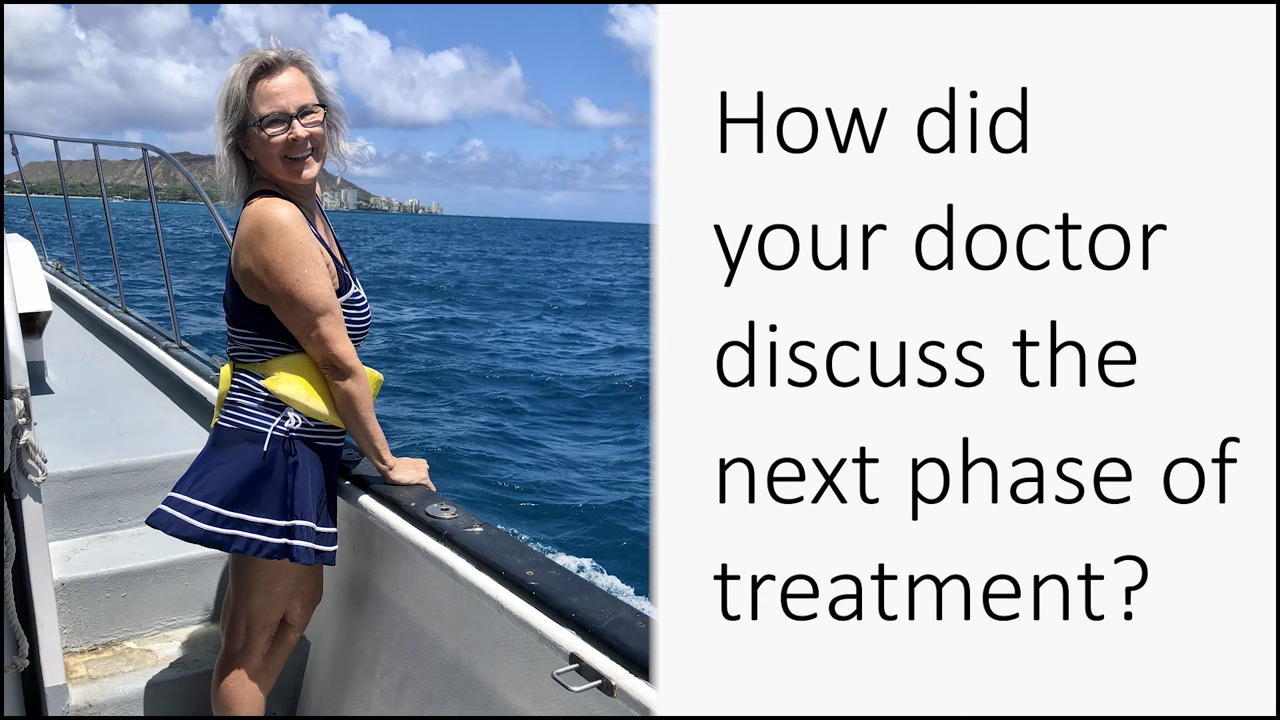 How did
your doctor
discuss the
next phase of
treatment?